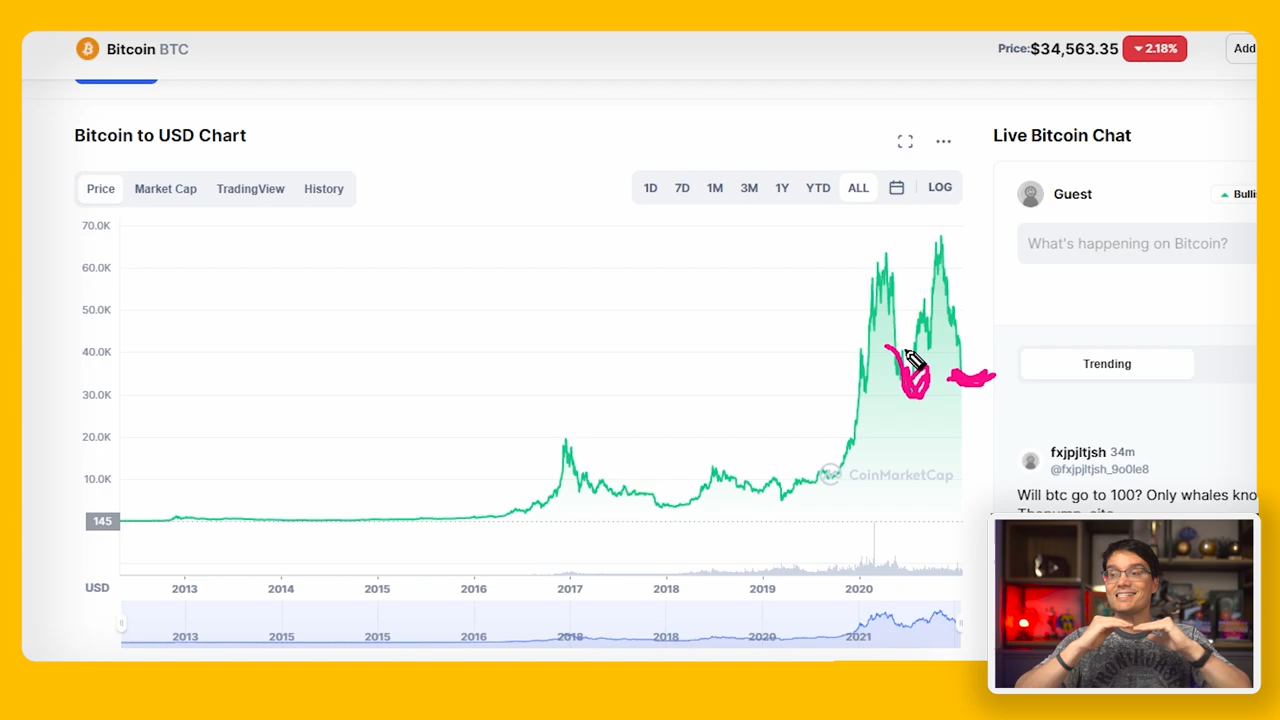 Bitcoin BTC
Price:$34,563.35 2.18%
Add
Bitcoin to USD Chart
Live Bitcoin Chat
Price Market Cap TradingView History
1D 7D 1M 3M 1Y YTD ALL LOG
Guest
Bulli
What's happening on Bitcoin?
70.0K
60.0K
50.0K
40.0K
30.0K
20.0K
10.0K
145
CoinMarketCap
Trending
fxjpjltjsh 34m
@fxjpjltjsh_9o0le8
Will btc go to 100? Only whales kno
USD 2013 2014 2015 2016 2017 2018 2019 2020
2013 2015 2015 2016 2018 2018 2020 2021